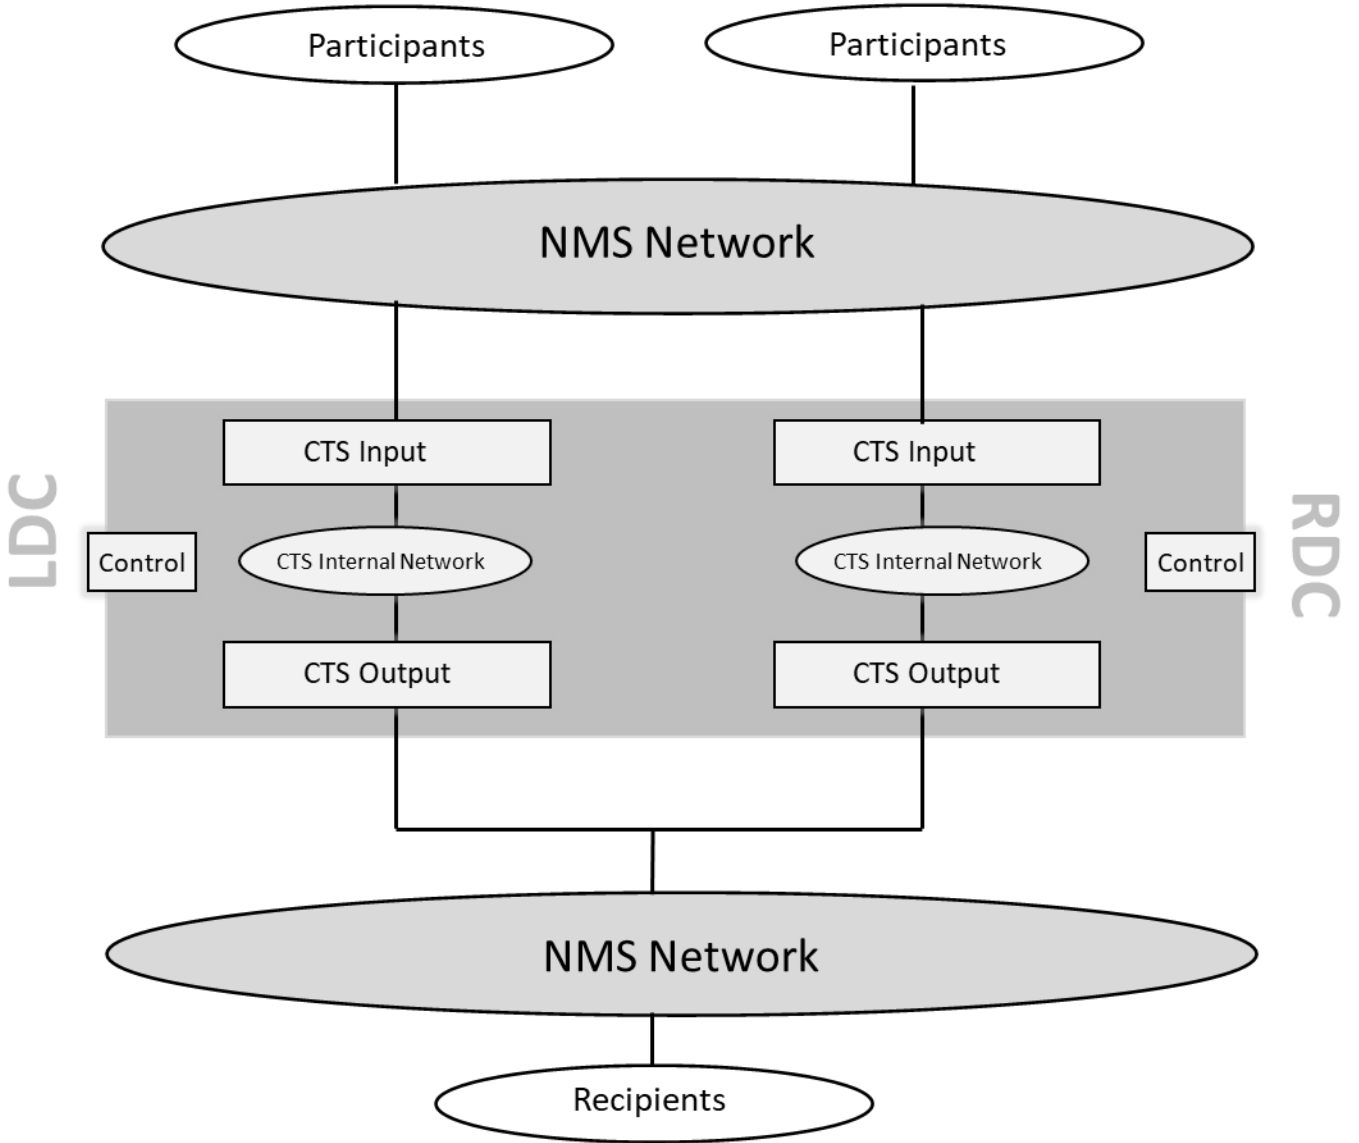 Participants
Participants
NMS Network
LDC
RDC
CTS Input
CTS Input
Control
CTS Internal Network
CTS Internal Network
Control
CTS Output
CTS Output
NMS Network
Recipients